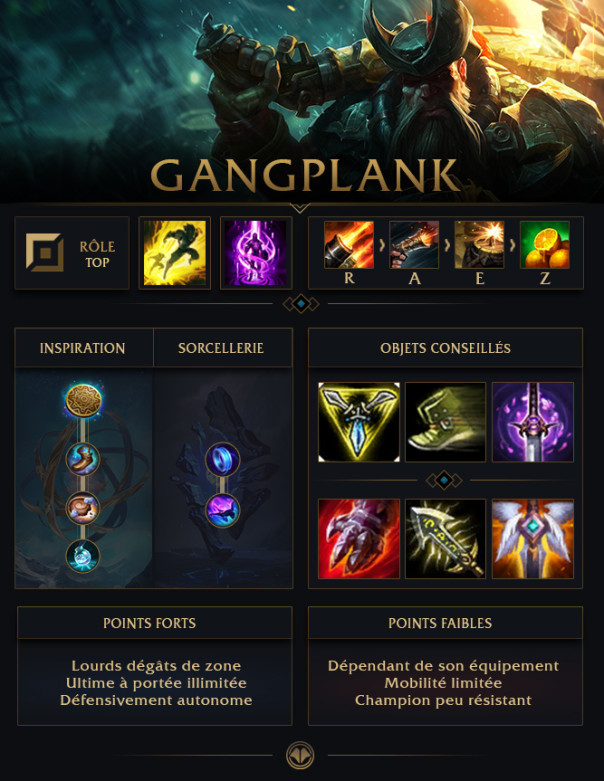 GANGPLANK
RÔLE
TOP
R
A
E
Z
INSPIRATION
SORCELLERIE
OBJETS CONSEILLÉS
POINTS FORTS
Lourds dégâts de zone
Ultime à portée illimitée
Défensivement autonome
POINTS FAIBLES
Dépendant de son équipement
Mobilité limitée
Champion peu résistant